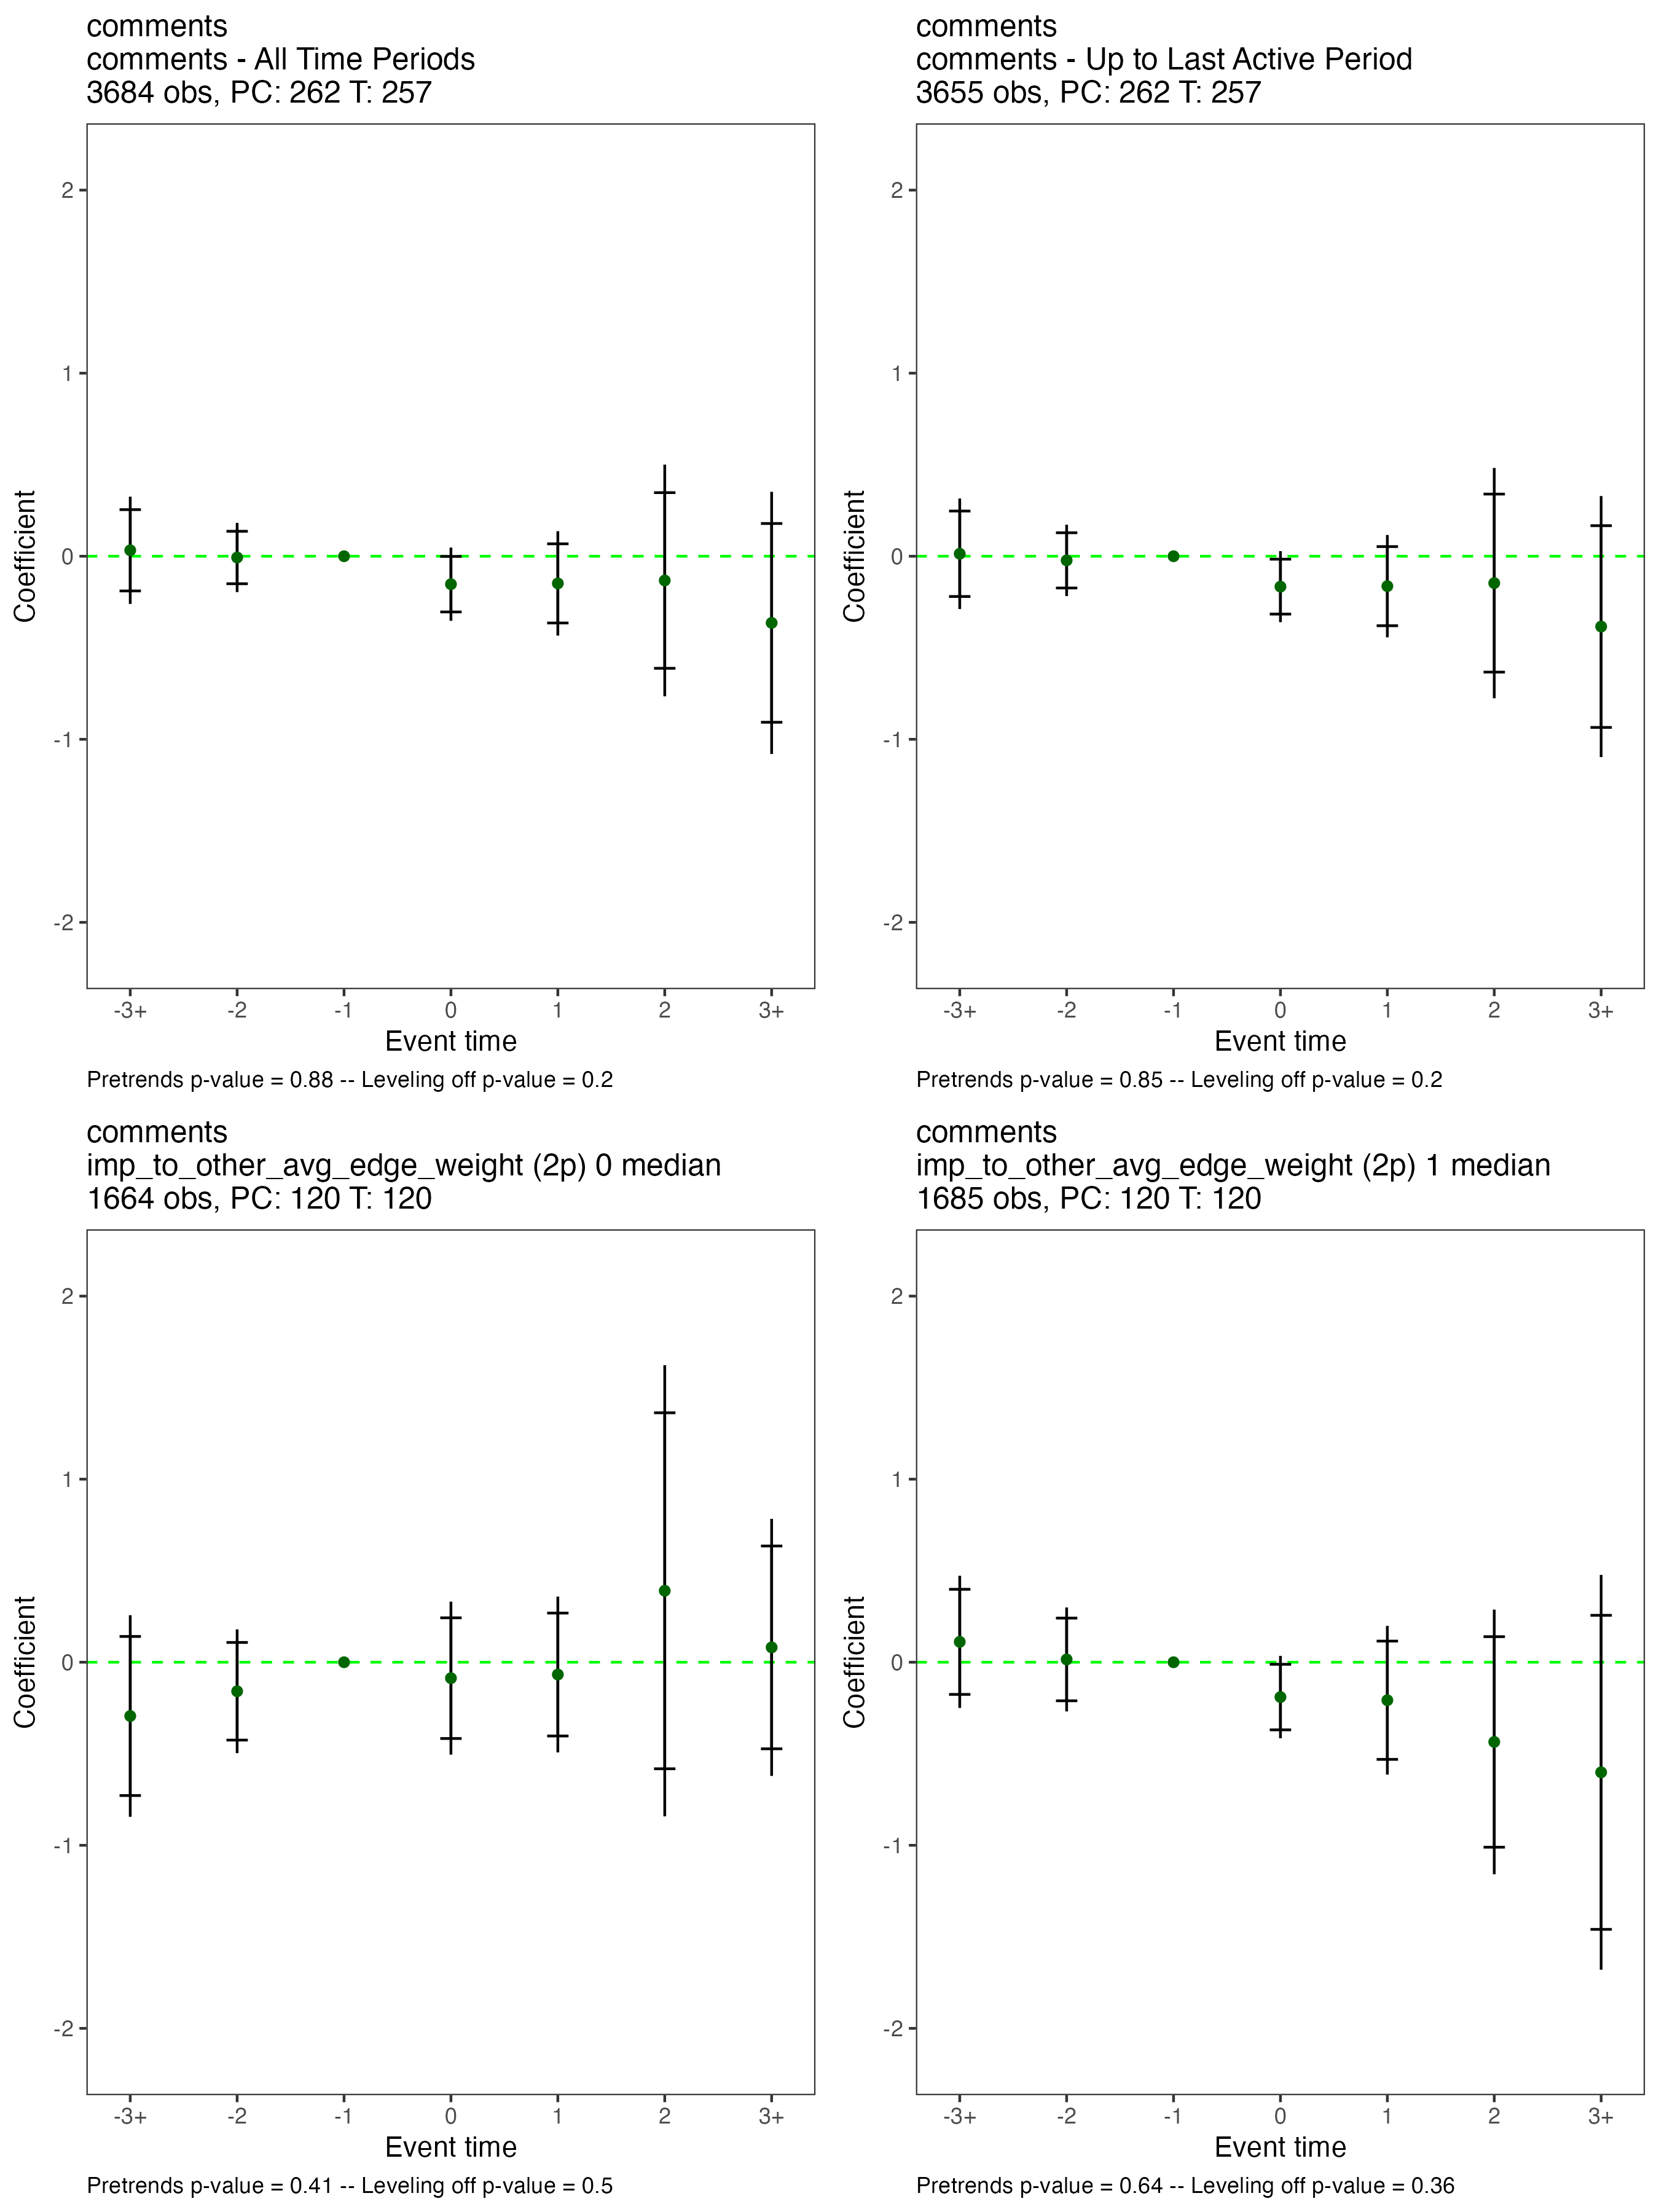 comments
comments - All Time Periods
3684 obs, PC: 262 T: 257
2
1
0
-1
-2
Coefficient
-3+ -2 -1 0 1 2 3+
Event time
Pretrends p-value = 0.88 -- Leveling off p-value = 0.2
comments
comments - Up to Last Active Period
3655 obs, PC: 262 T: 257
2
1
0
-1
-2
Coefficient
-3+ -2 -1 0 1 2 3+
Event time
Pretrends p-value = 0.85 -- Leveling off p-value = 0.2
comments
imp_to_other_avg_edge_weight (2p) 0 median
1664 obs, PC: 120 T: 120
2
1
0
-1
-2
Coefficient
-3+ -2 -1 0 1 2 3+
Event time
Pretrends p-value = 0.41 -- Leveling off p-value = 0.5
comments
imp_to_other_avg_edge_weight (2p) 1 median
1685 obs, PC: 120 T: 120
2
1
0
-1
-2
Coefficient
-3+ -2 -1 0 1 2 3+
Event time
Pretrends p-value = 0.64 -- Leveling off p-value = 0.36